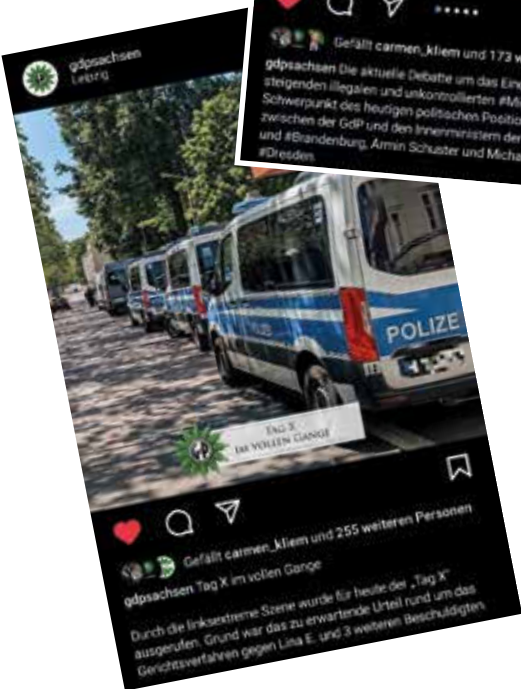 Gefällt carmen_kliem und 173 w
gdpsachsen Die aktuelle Debatte um das Ein
steigenden illegalen und unkontrollierten #Mi
Schwerpunkt des heutigen politischen Positio
zwischen der GdP und den Innenministern der
und #Brandenburg, Armin Schuster und Micha
#Dresden
gdpsachsen
Leipzig
POLIZEI
POLIZE
GdP
TAG X
IM VOLLEN GANGE
Gefällt carmen_kliem und 255 weiteren Personen
gdpsachsen Tag X im vollen Gange
Durch die linksextreme Szene wurde für heute der „Tag X"
ausgerufen. Grund war das zu erwartende Urteil rund um das
Gerichtsverfahren gegen Lina E. und 3 weiteren Beschuldigten